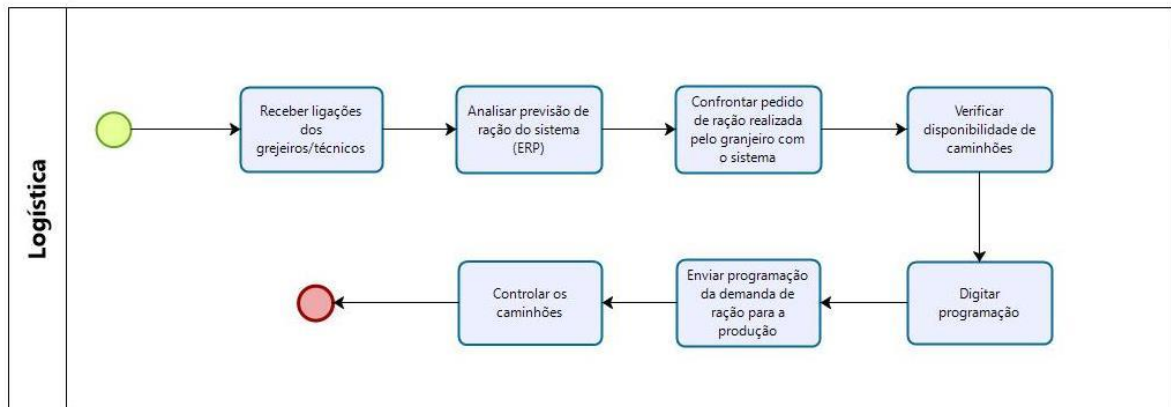 Logística
Receber ligações
dos
grejeiros/técnicos
Analisar previsão de
ração do sistema
(ERP)
Confrontar pedido
de ração realizada
pelo granjeiro com
o sistema
Verificar
disponibilidade de
caminhões
Digitar
programação
Enviar programação
da demanda de
ração para a
produção
Controlar os
caminhões